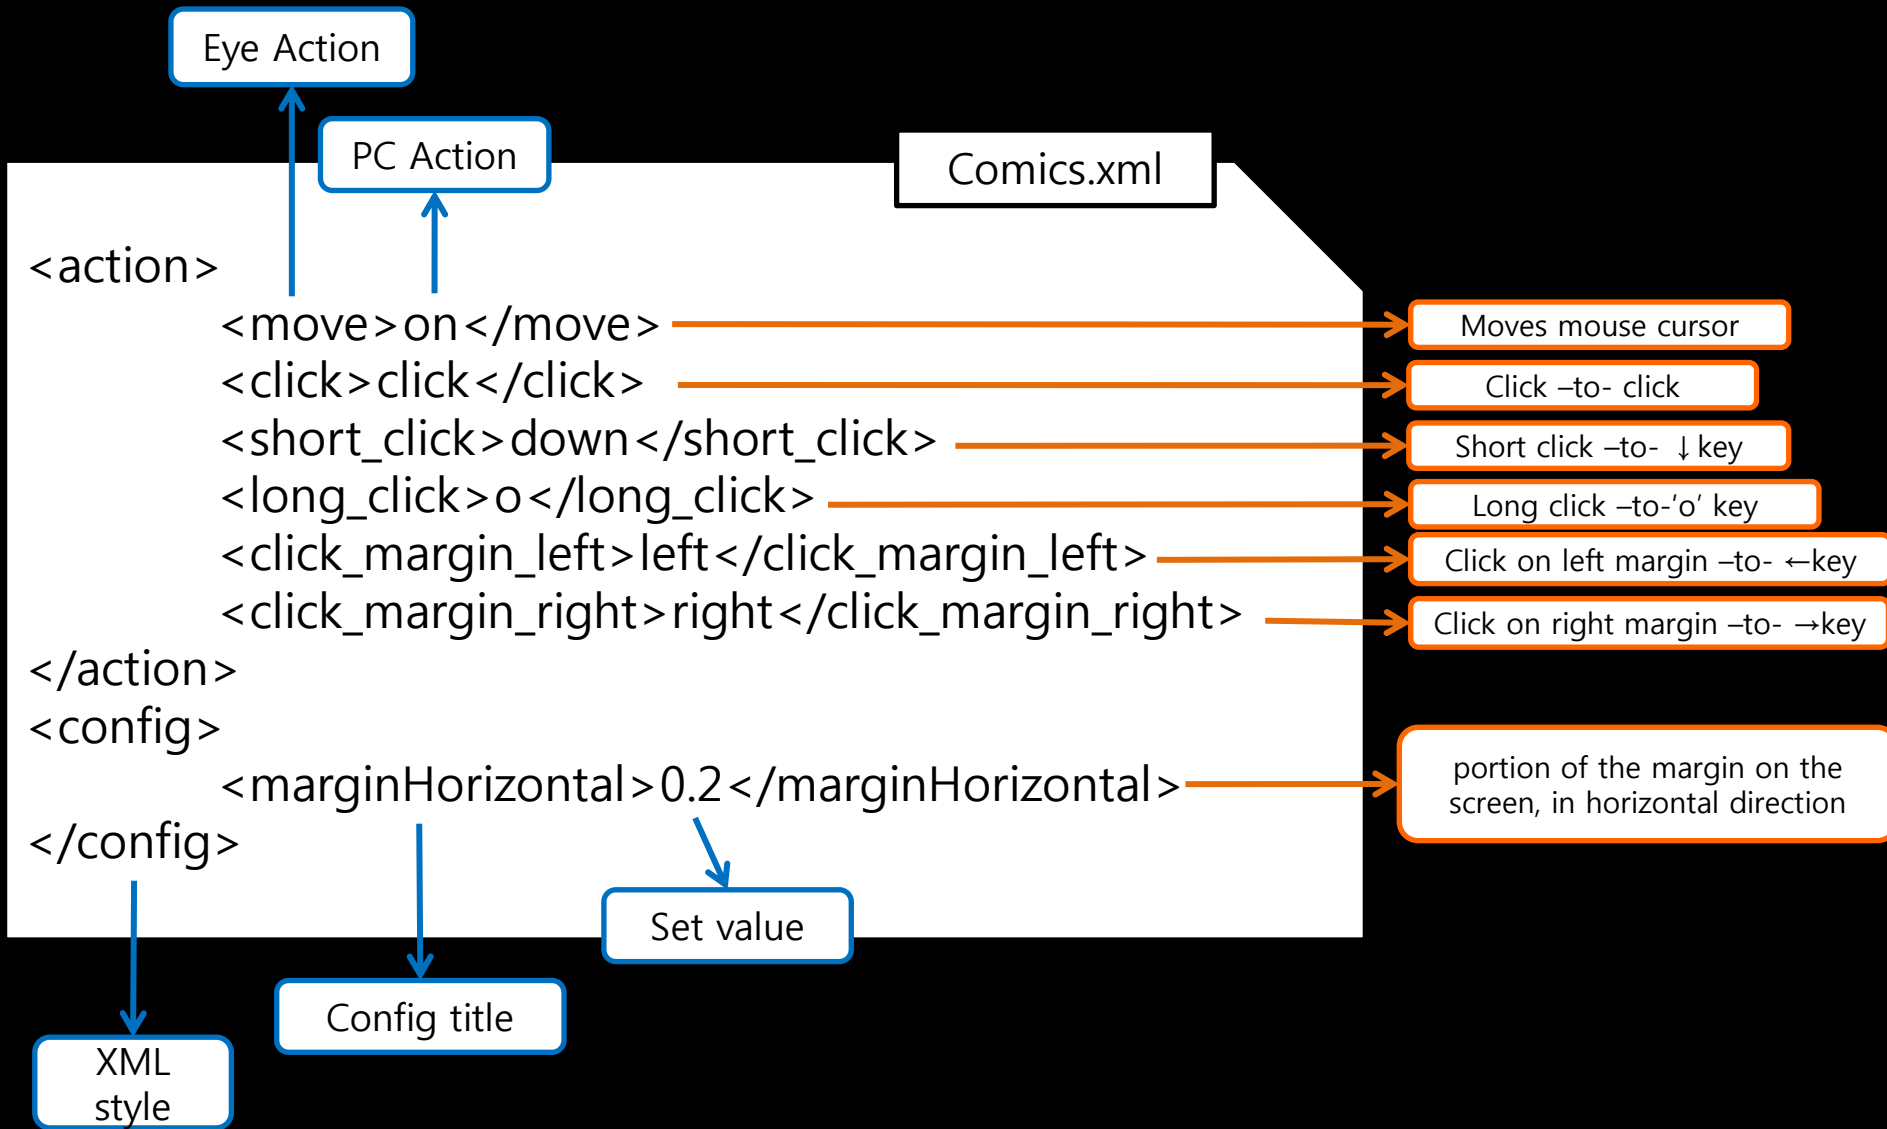 Eye Action
PC Action
Comics.xml
<action>
<move>on</move>
Moves mouse cursor
<click>click</click>
Click –to- click
<short_click>down</short_click>
Short click –to- ↓ key
<long_click>o</long_click>
Long click –to-‘o’ key
<click_margin_left>left</click_margin_left>
Click on left margin –to- ←key
<click_margin_right>right</click_margin_right>
Click on right margin –to- →key
</action>
<config>
<marginHorizontal>0.2</marginHorizontal>
portion of the margin on the
screen, in horizontal direction
</config>
Set value
Config title
XML
style